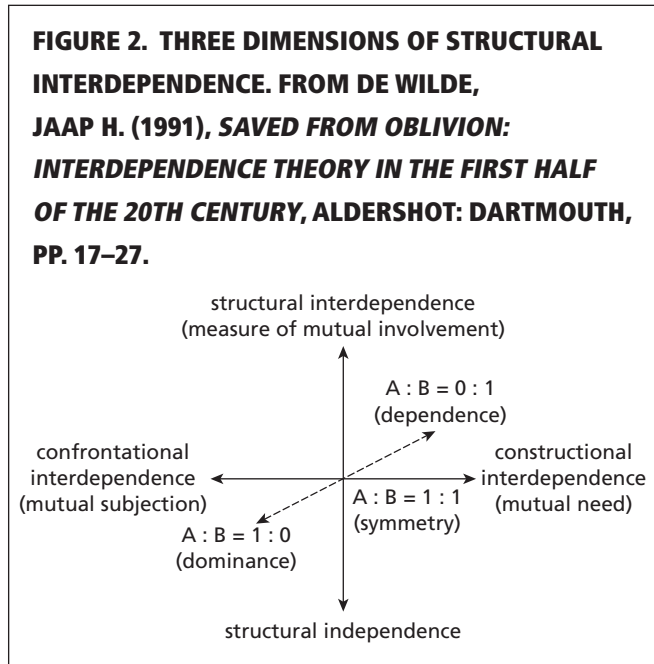 FIGURE 2. THREE DIMENSIONS OF STRUCTURAL
INTERDEPENDENCE. FROM DE WILDE,
JAAP H. (1991), SAVED FROM OBLIVION:
INTERDEPENDENCE THEORY IN THE FIRST HALF
OF THE 20TH CENTURY, ALDERSHOT: DARTMOUTH,
PP. 17–27.
structural interdependence
(measure of mutual involvement)
A : B = 0 : 1
(dependence)
confrontational
interdependence
(mutual subjection)
constructional
interdependence
(mutual need)
A : B = 1 : 1
(symmetry)
A : B = 1 : 0
(dominance)
structural independence